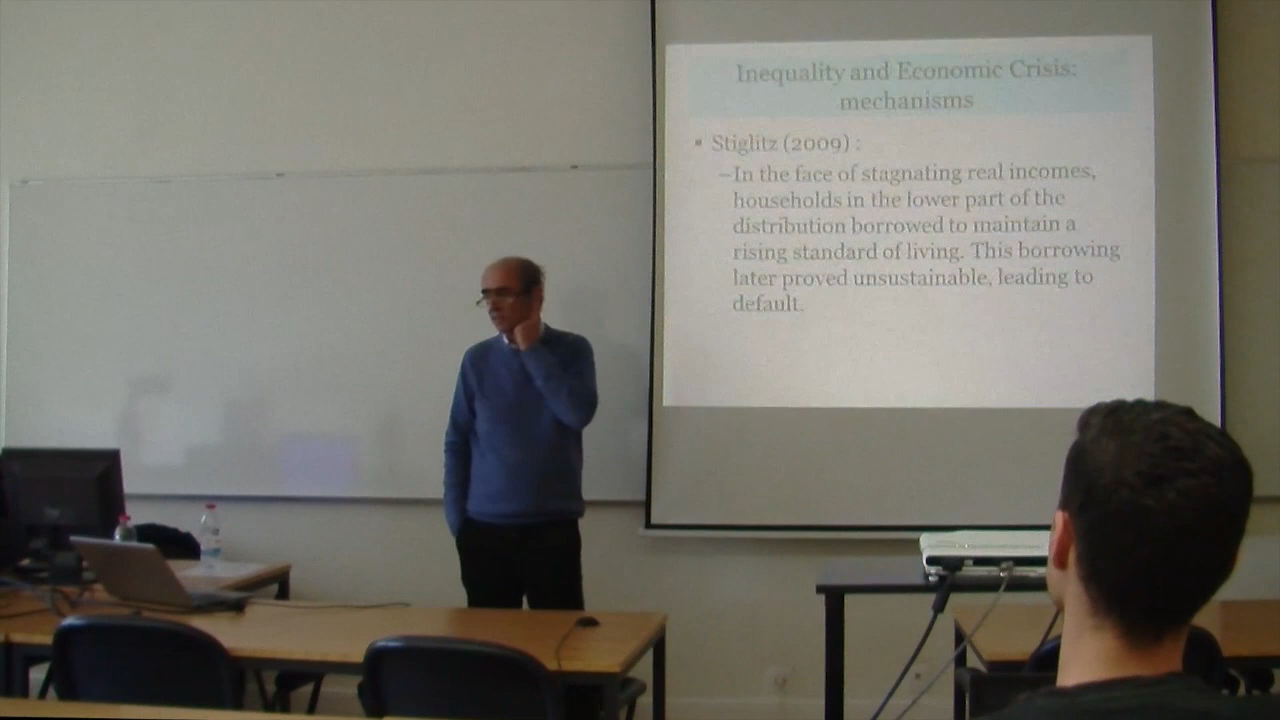 Inequality and Economic Crisis:
mechanisms
▪ Stiglitz (2009) :
–In the face of stagnating real incomes,
households in the lower part of the
distribution borrowed to maintain a
rising standard of living. This borrowing
later proved unsustainable, leading to
default.